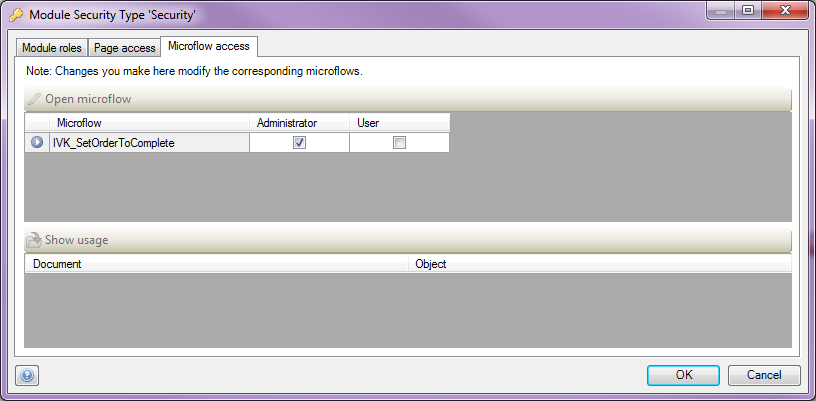 Module Security Type 'Security'
Module roles Page access Microflow access
Note: Changes you make here modify the corresponding microflows.
Open microflow
Microflow Administrator User
IVK_SetOrderToComplete
Show usage
Document Object
OK Cancel